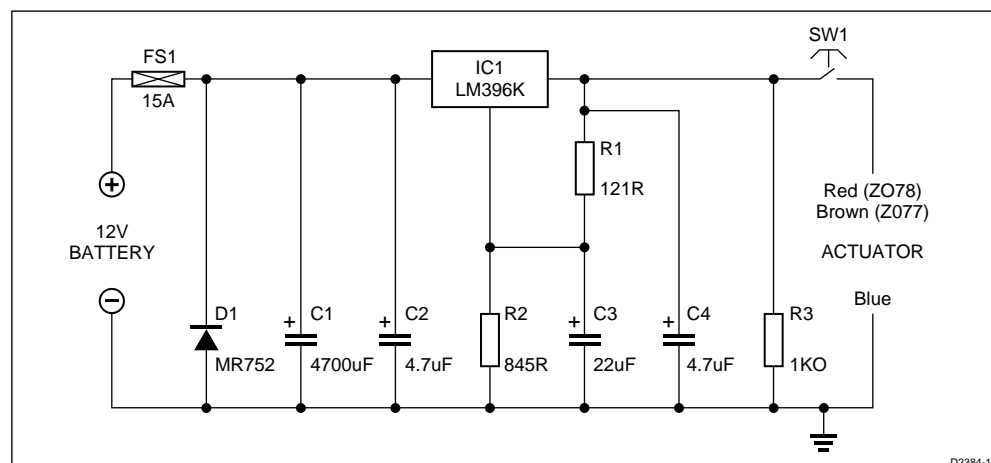 SW1
FS1
15A
IC1
LM396K
R1
121R
Red (ZO78)
Brown (Z077)
12V
BATTERY
ACTUATOR
Blue
D1
MR752
+
C1
4700uF
+
C2
4.7uF
R2
845R
+
C3
22uF
+
C4
4.7uF
R3
1KO
D2384-1